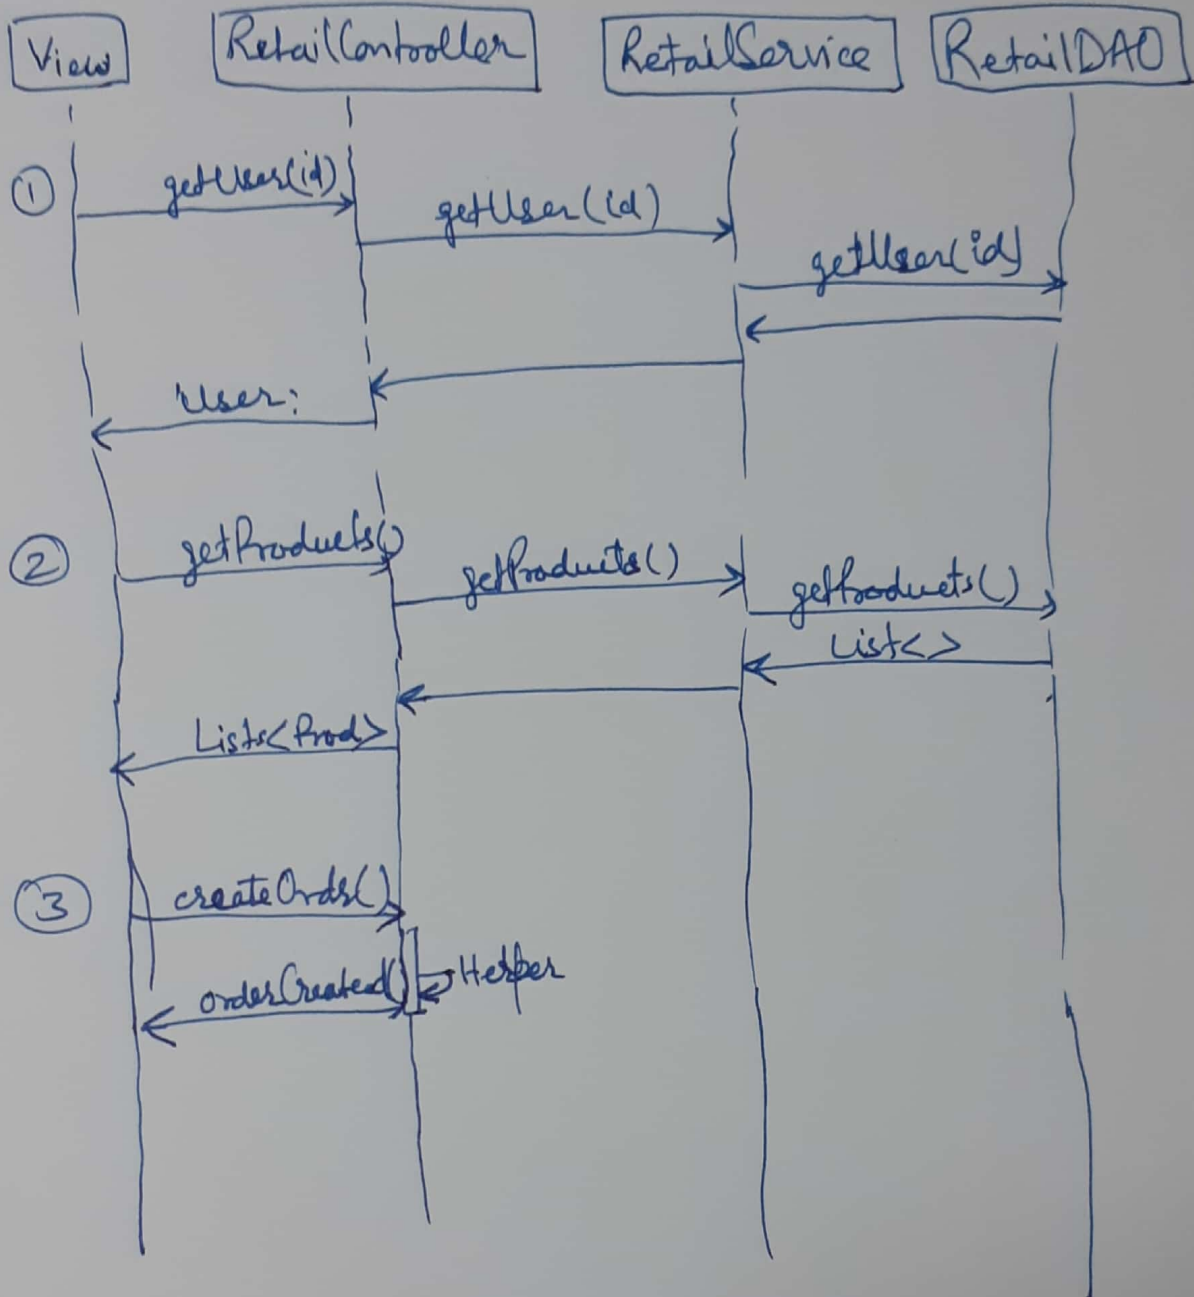 View
RetailController
RetailService
RetailDAO
1
getUser(id)
getUser(id)
getUser(id)
User:
2
getProducts()
getProducts()
getProducts()
List<>
Lists<Prod>
3
createOrdr()
orderCreated()
Helper